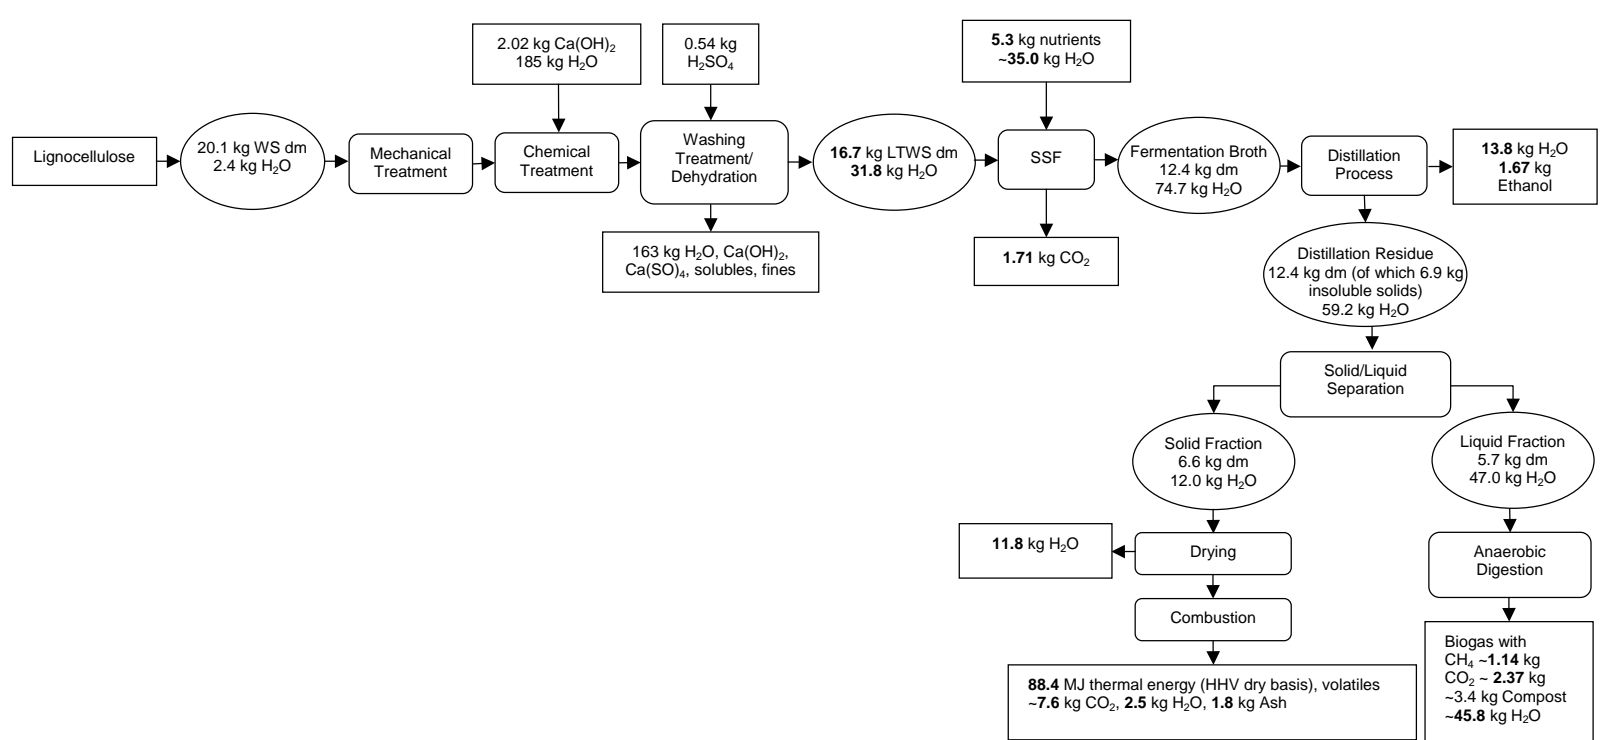 2.02 kg Ca(OH)₂
185 kg H₂O
0.54 kg
H₂SO₄
5.3 kg nutrients
~35.0 kg H₂O
Lignocellulose
20.1 kg WS dm
2.4 kg H₂O
Mechanical
Treatment
Chemical
Treatment
Washing
Treatment/
Dehydration
16.7 kg LTWS dm
31.8 kg H₂O
SSF
Fermentation Broth
12.4 kg dm
74.7 kg H₂O
Distillation
Process
13.8 kg H₂O
1.67 kg
Ethanol
163 kg H₂O, Ca(OH)₂,
Ca(SO)₄, solubles, fines
1.71 kg CO₂
Distillation Residue
12.4 kg dm (of which 6.9 kg
insoluble solids)
59.2 kg H₂O
Solid/Liquid
Separation
Solid Fraction
6.6 kg dm
12.0 kg H₂O
Liquid Fraction
5.7 kg dm
47.0 kg H₂O
11.8 kg H₂O
Drying
Anaerobic
Digestion
Combustion
88.4 MJ thermal energy (HHV dry basis), volatiles
~7.6 kg CO₂, 2.5 kg H₂O, 1.8 kg Ash
Biogas with
CH₄ ~1.14 kg
CO₂ ~ 2.37 kg
~3.4 kg Compost
~45.8 kg H₂O